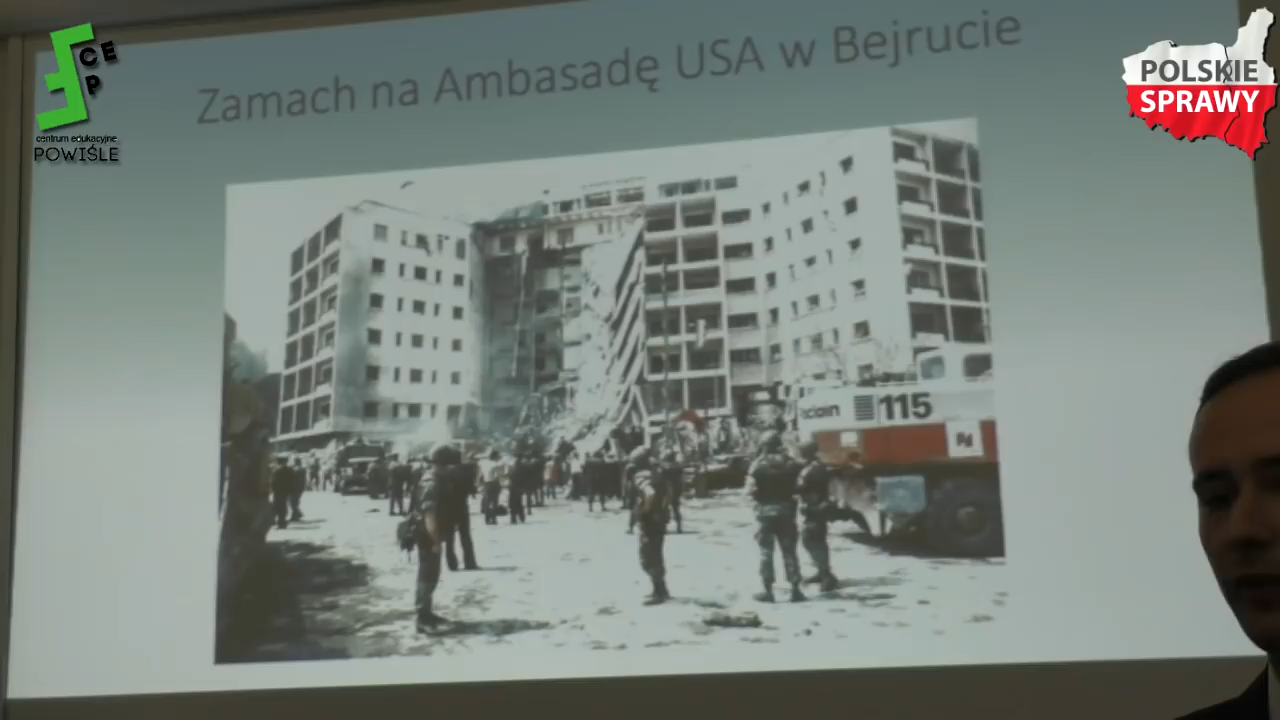 CE
P
centrum edukacyjne
POWIŚLE
Zamach na Ambasadę USA w Bejrucie
POLSKIE
SPRAWY
115